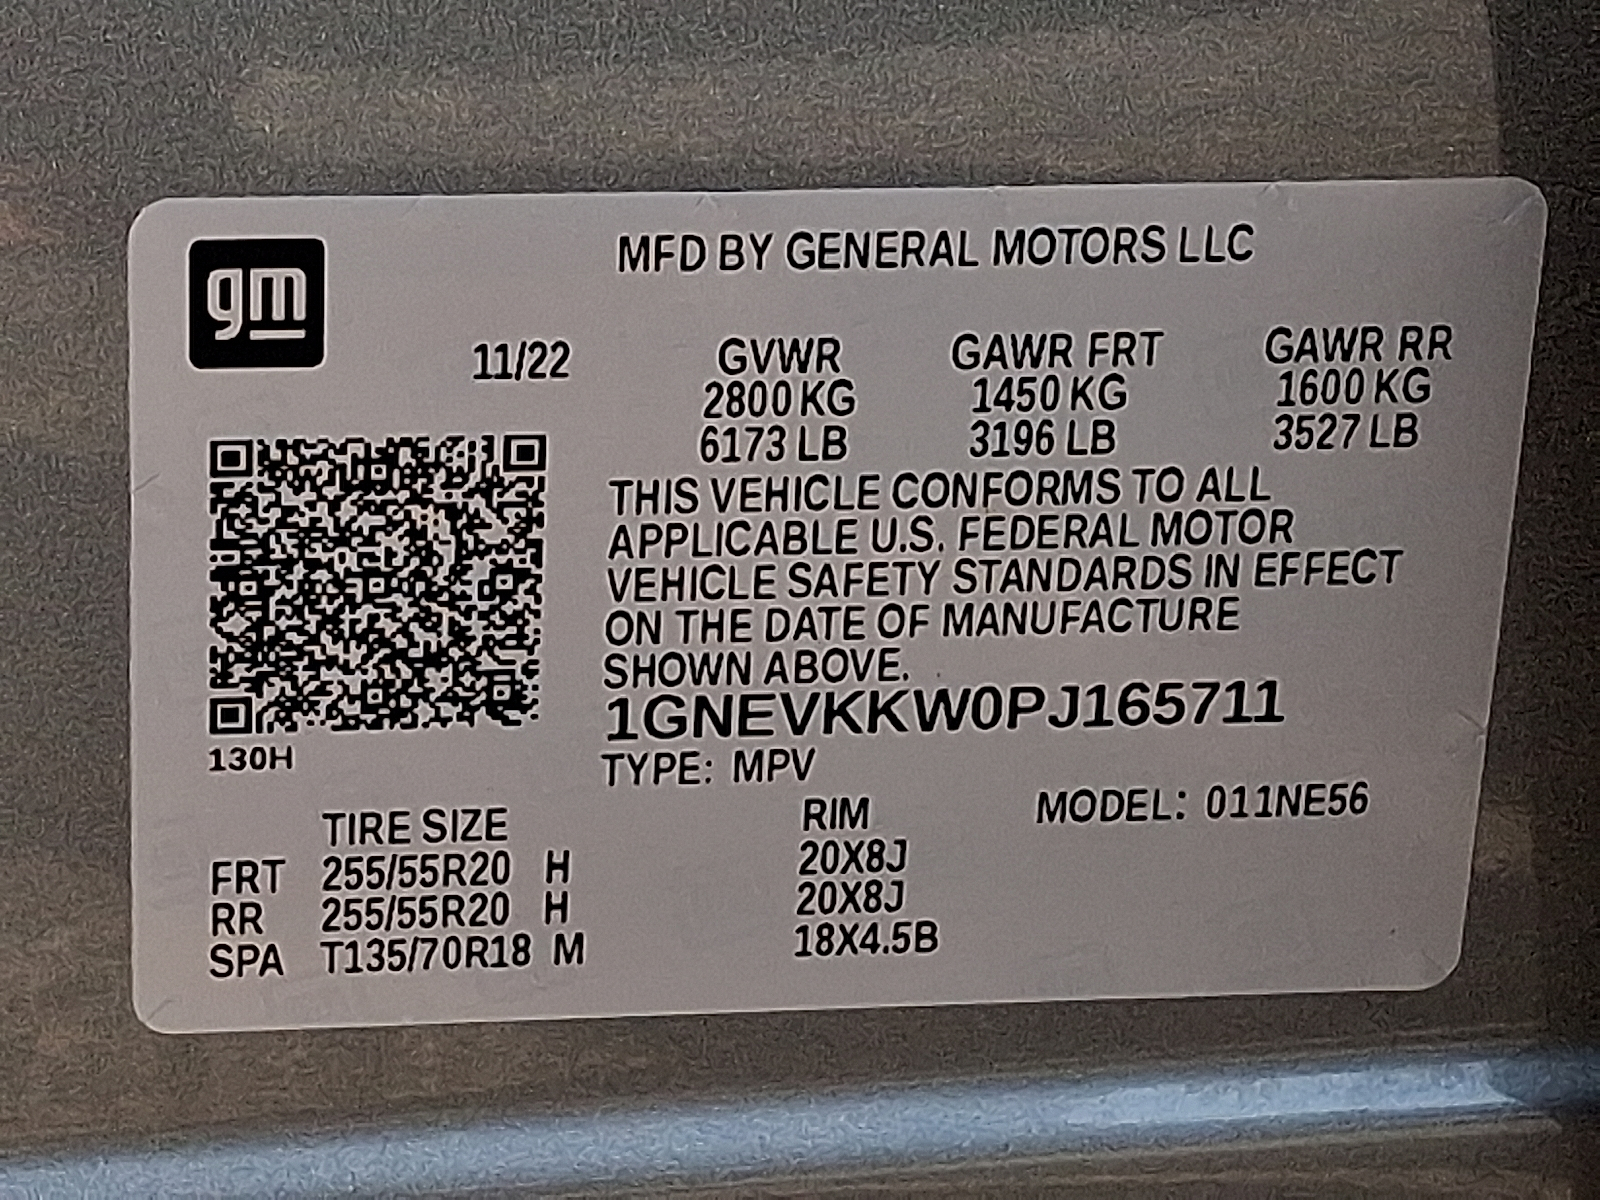 gm
MFD BY GENERAL MOTORS LLC
11/22
GVWR GAWR FRT GAWR RR
2800 KG 1450 KG 1600 KG
6173 LB 3196 LB 3527 LB
THIS VEHICLE CONFORMS TO ALL
APPLICABLE U.S. FEDERAL MOTOR
VEHICLE SAFETY STANDARDS IN EFFECT
ON THE DATE OF MANUFACTURE
SHOWN ABOVE.
1GNEVKKW0PJ165711
130H
TYPE: MPV
TIRE SIZE RIM MODEL: 011NE56
FRT 255/55R20 H 20X8J
RR 255/55R20 H 20X8J
SPA T135/70R18 M 18X4.5B